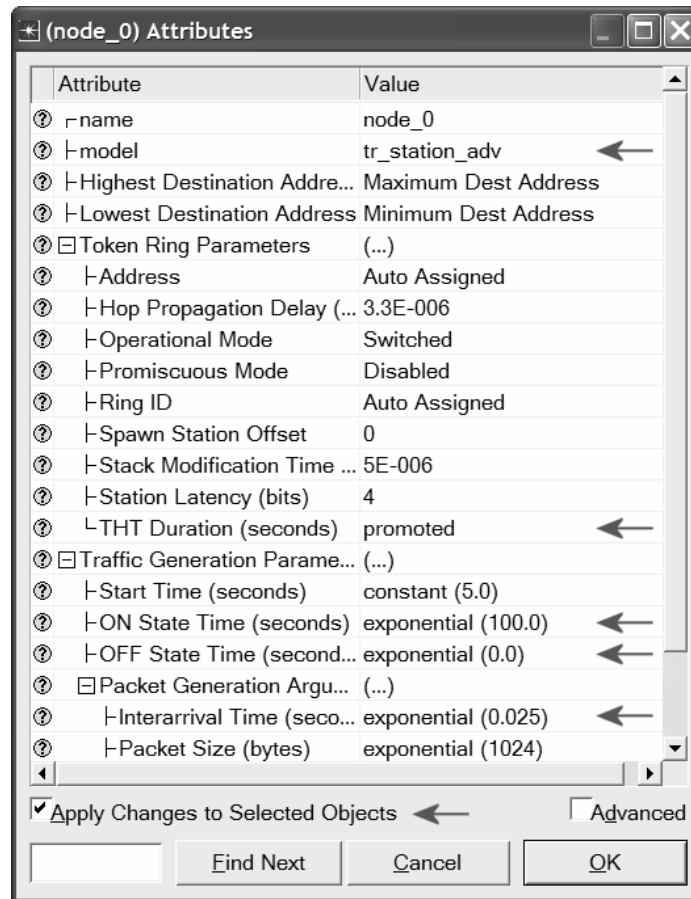 (node_0) Attributes
Attribute Value
name node_0
model tr_station_adv
Highest Destination Addre... Maximum Dest Address
Lowest Destination Address Minimum Dest Address
Token Ring Parameters (...)
Address Auto Assigned
Hop Propagation Delay (... 3.3E-006
Operational Mode Switched
Promiscuous Mode Disabled
Ring ID Auto Assigned
Spawn Station Offset 0
Stack Modification Time ... 5E-006
Station Latency (bits) 4
THT Duration (seconds) promoted
Traffic Generation Parame... (...)
Start Time (seconds) constant (5.0)
ON State Time (seconds) exponential (100.0)
OFF State Time (second... exponential (0.0)
Packet Generation Argu... (...)
Interarrival Time (seco... exponential (0.025)
Packet Size (bytes) exponential (1024)
Apply Changes to Selected Objects Advanced
Find Next Cancel OK